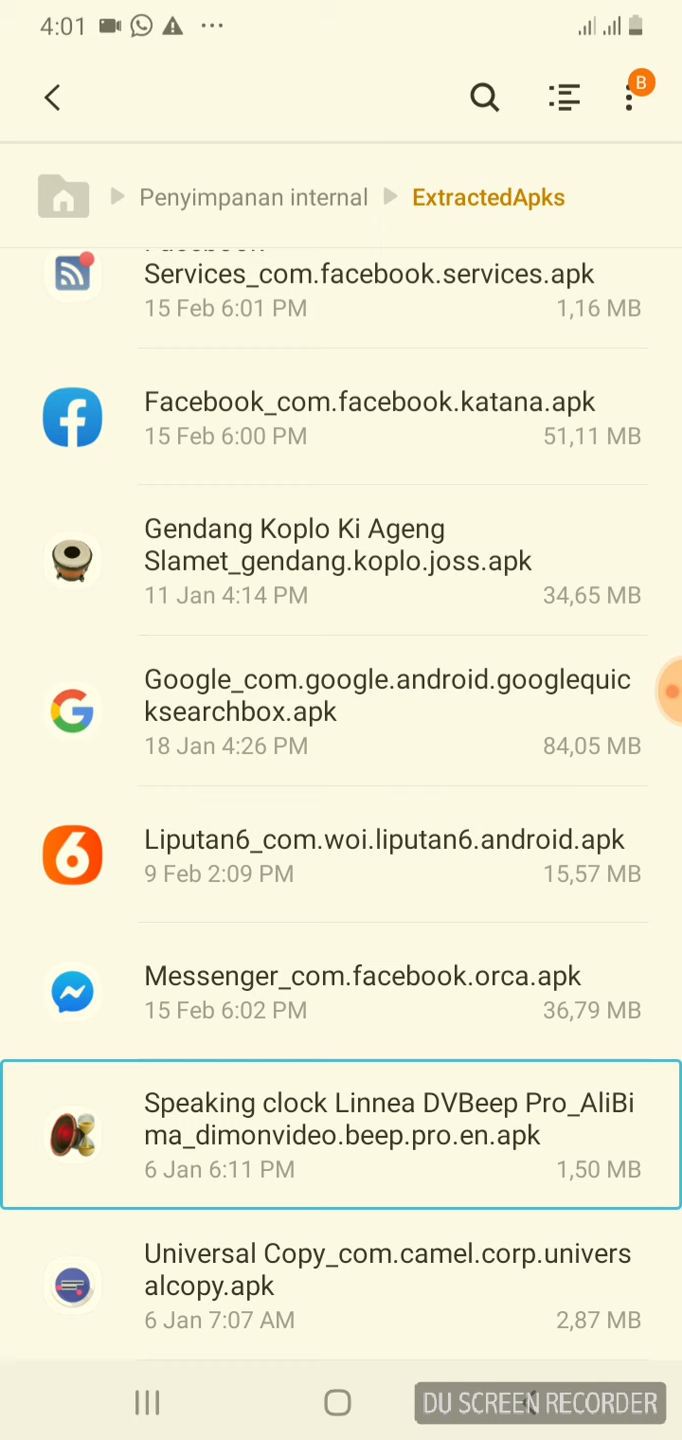 4:01
B
Penyimpanan internal ExtractedApks
Services_com.facebook.services.apk
15 Feb 6:01 PM 1,16 MB
Facebook_com.facebook.katana.apk
15 Feb 6:00 PM 51,11 MB
Gendang Koplo Ki Ageng
Slamet_gendang.koplo.joss.apk
11 Jan 4:14 PM 34,65 MB
Google_com.google.android.googlequic
ksearchbox.apk
18 Jan 4:26 PM 84,05 MB
Liputan6_com.woi.liputan6.android.apk
9 Feb 2:09 PM 15,57 MB
Messenger_com.facebook.orca.apk
15 Feb 6:02 PM 36,79 MB
Speaking clock Linnea DVBeep Pro_AliBi
ma_dimonvideo.beep.pro.en.apk
6 Jan 6:11 PM 1,50 MB
Universal Copy_com.camel.corp.univers
alcopy.apk
6 Jan 7:07 AM 2,87 MB
DU SCREEN RECORDER